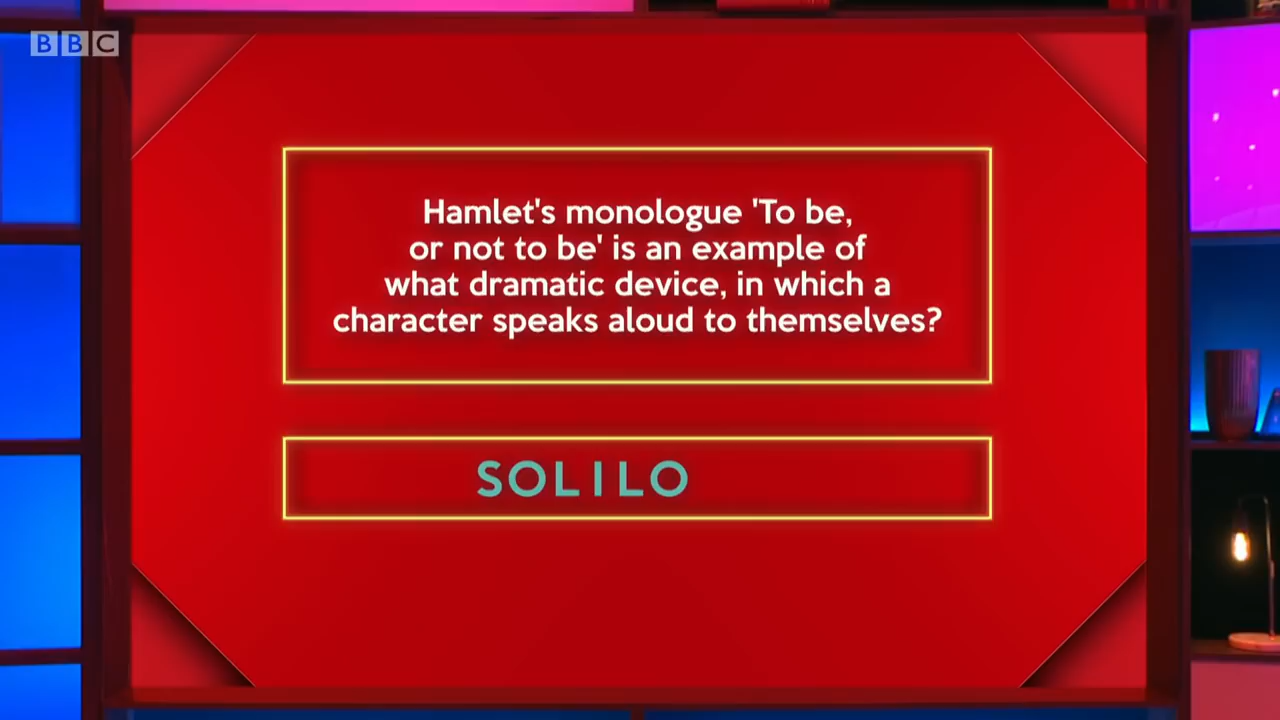 BBC
Hamlet's monologue 'To be,
or not to be' is an example of
what dramatic device, in which a
character speaks aloud to themselves?
SOLILO